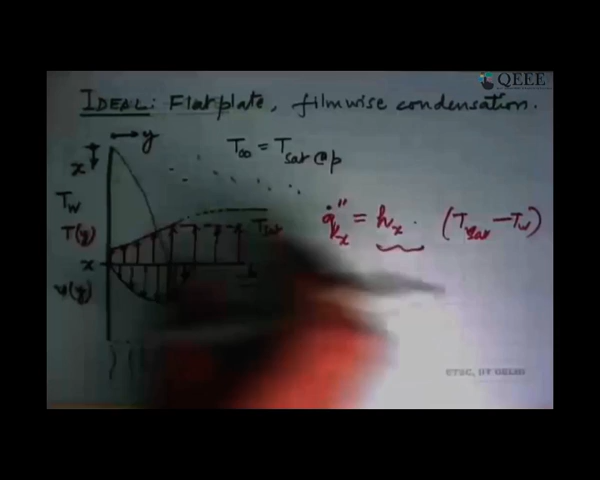 QEEE
IDEAL: Flat plate, filmwise condensation.
y
x
T∞ = Tsat @ p
Tw
T(y)
Tsat
q̇″x = hx · (Tsat − Tw)
x
v(y)
ETSC, IIT DELHI